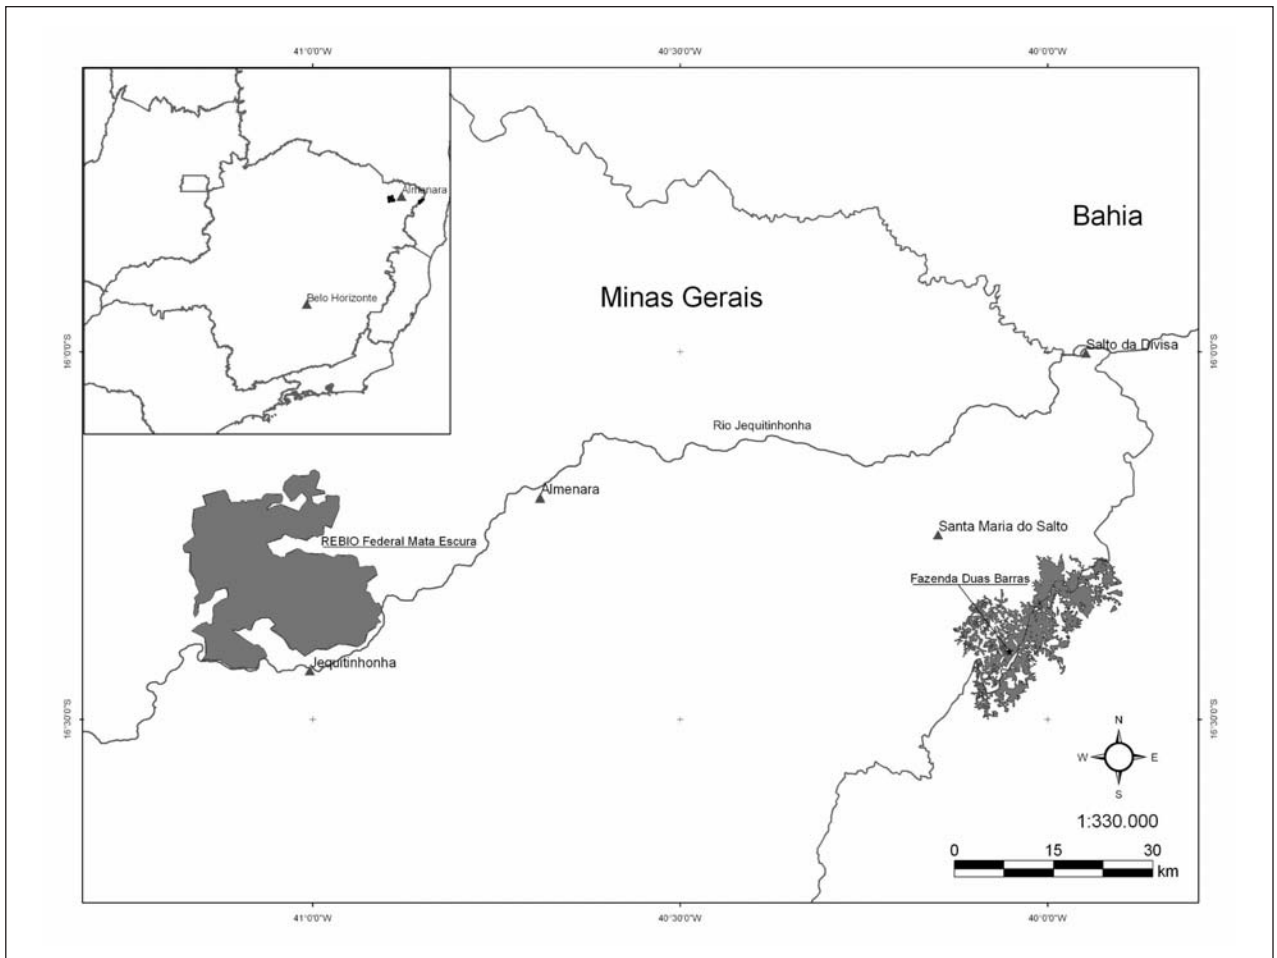 41°0'0"W
40°30'0"W
40°0'0"W
Almenara
Belo Horizonte
Bahia
Minas Gerais
Salto da Divisa
16°0'0"S
16°0'0"S
Rio Jequitinhonha
Almenara
Santa Maria do Salto
REBIO Federal Mata Escura
Fazenda Duas Barras
Jequitinhonha
16°30'0"S
16°30'0"S
N
W
E
S
1:330.000
0
15
30
km
41°0'0"W
40°30'0"W
40°0'0"W